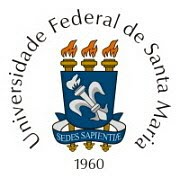 Universidade Federal de Santa Maria
SEDES SAPIENTIÆ
1960